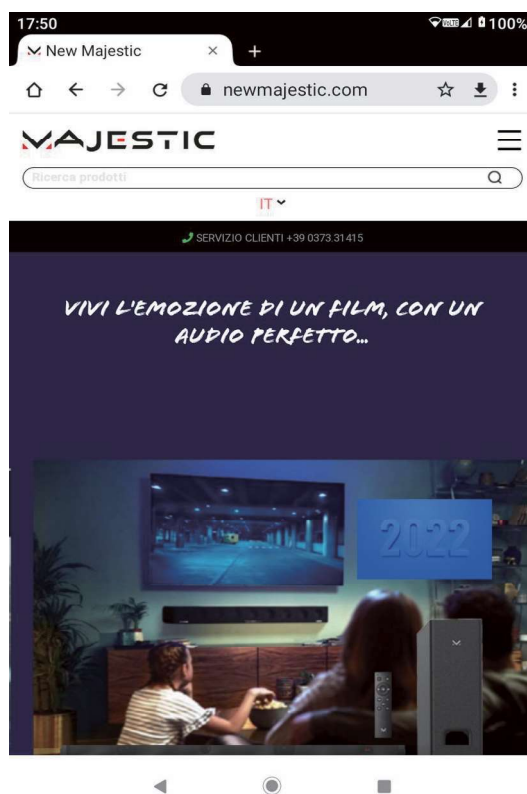 17:50
100%
New Majestic
newmajestic.com
MAJESTIC
Ricerca prodotti
IT
SERVIZIO CLIENTI +39 0373.31415
VIVI L'EMOZIONE DI UN FILM, CON UN
AUDIO PERFETTO...
2022